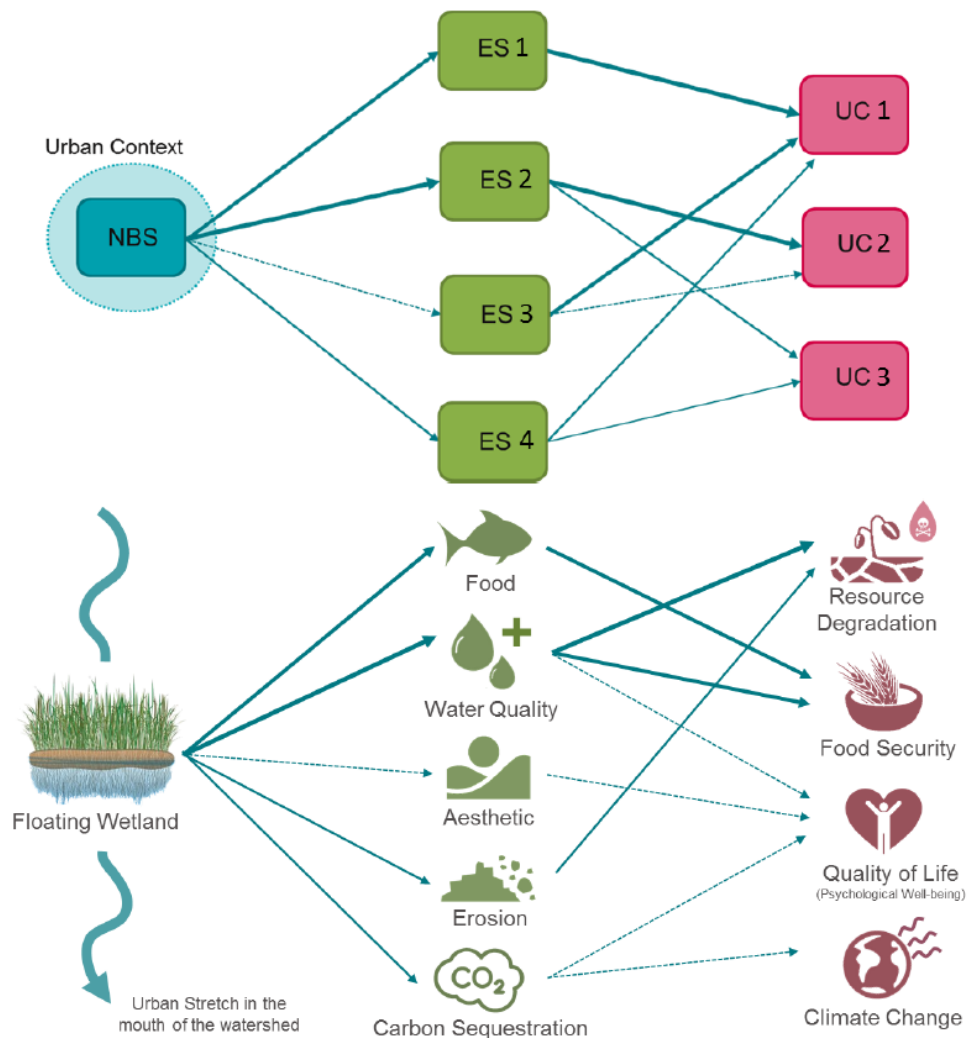 ES 1
UC 1
Urban Context
ES 2
NBS
UC 2
ES 3
UC 3
ES 4
Food
Resource
Degradation
Water Quality
Food Security
Floating Wetland
Aesthetic
Quality of Life
(Psychological Well-being)
Erosion
CO₂
Urban Stretch in the
mouth of the watershed
Carbon Sequestration
Climate Change